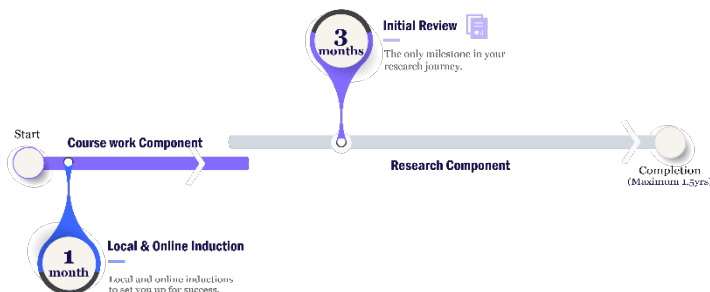 3
months
Initial Review
The only milestone in your
research journey.
Start
Course work Component
Research Component
Completion
(Maximum 1.5yrs)
1
month
Local & Online Induction
Local and online inductions
to set you up for success.